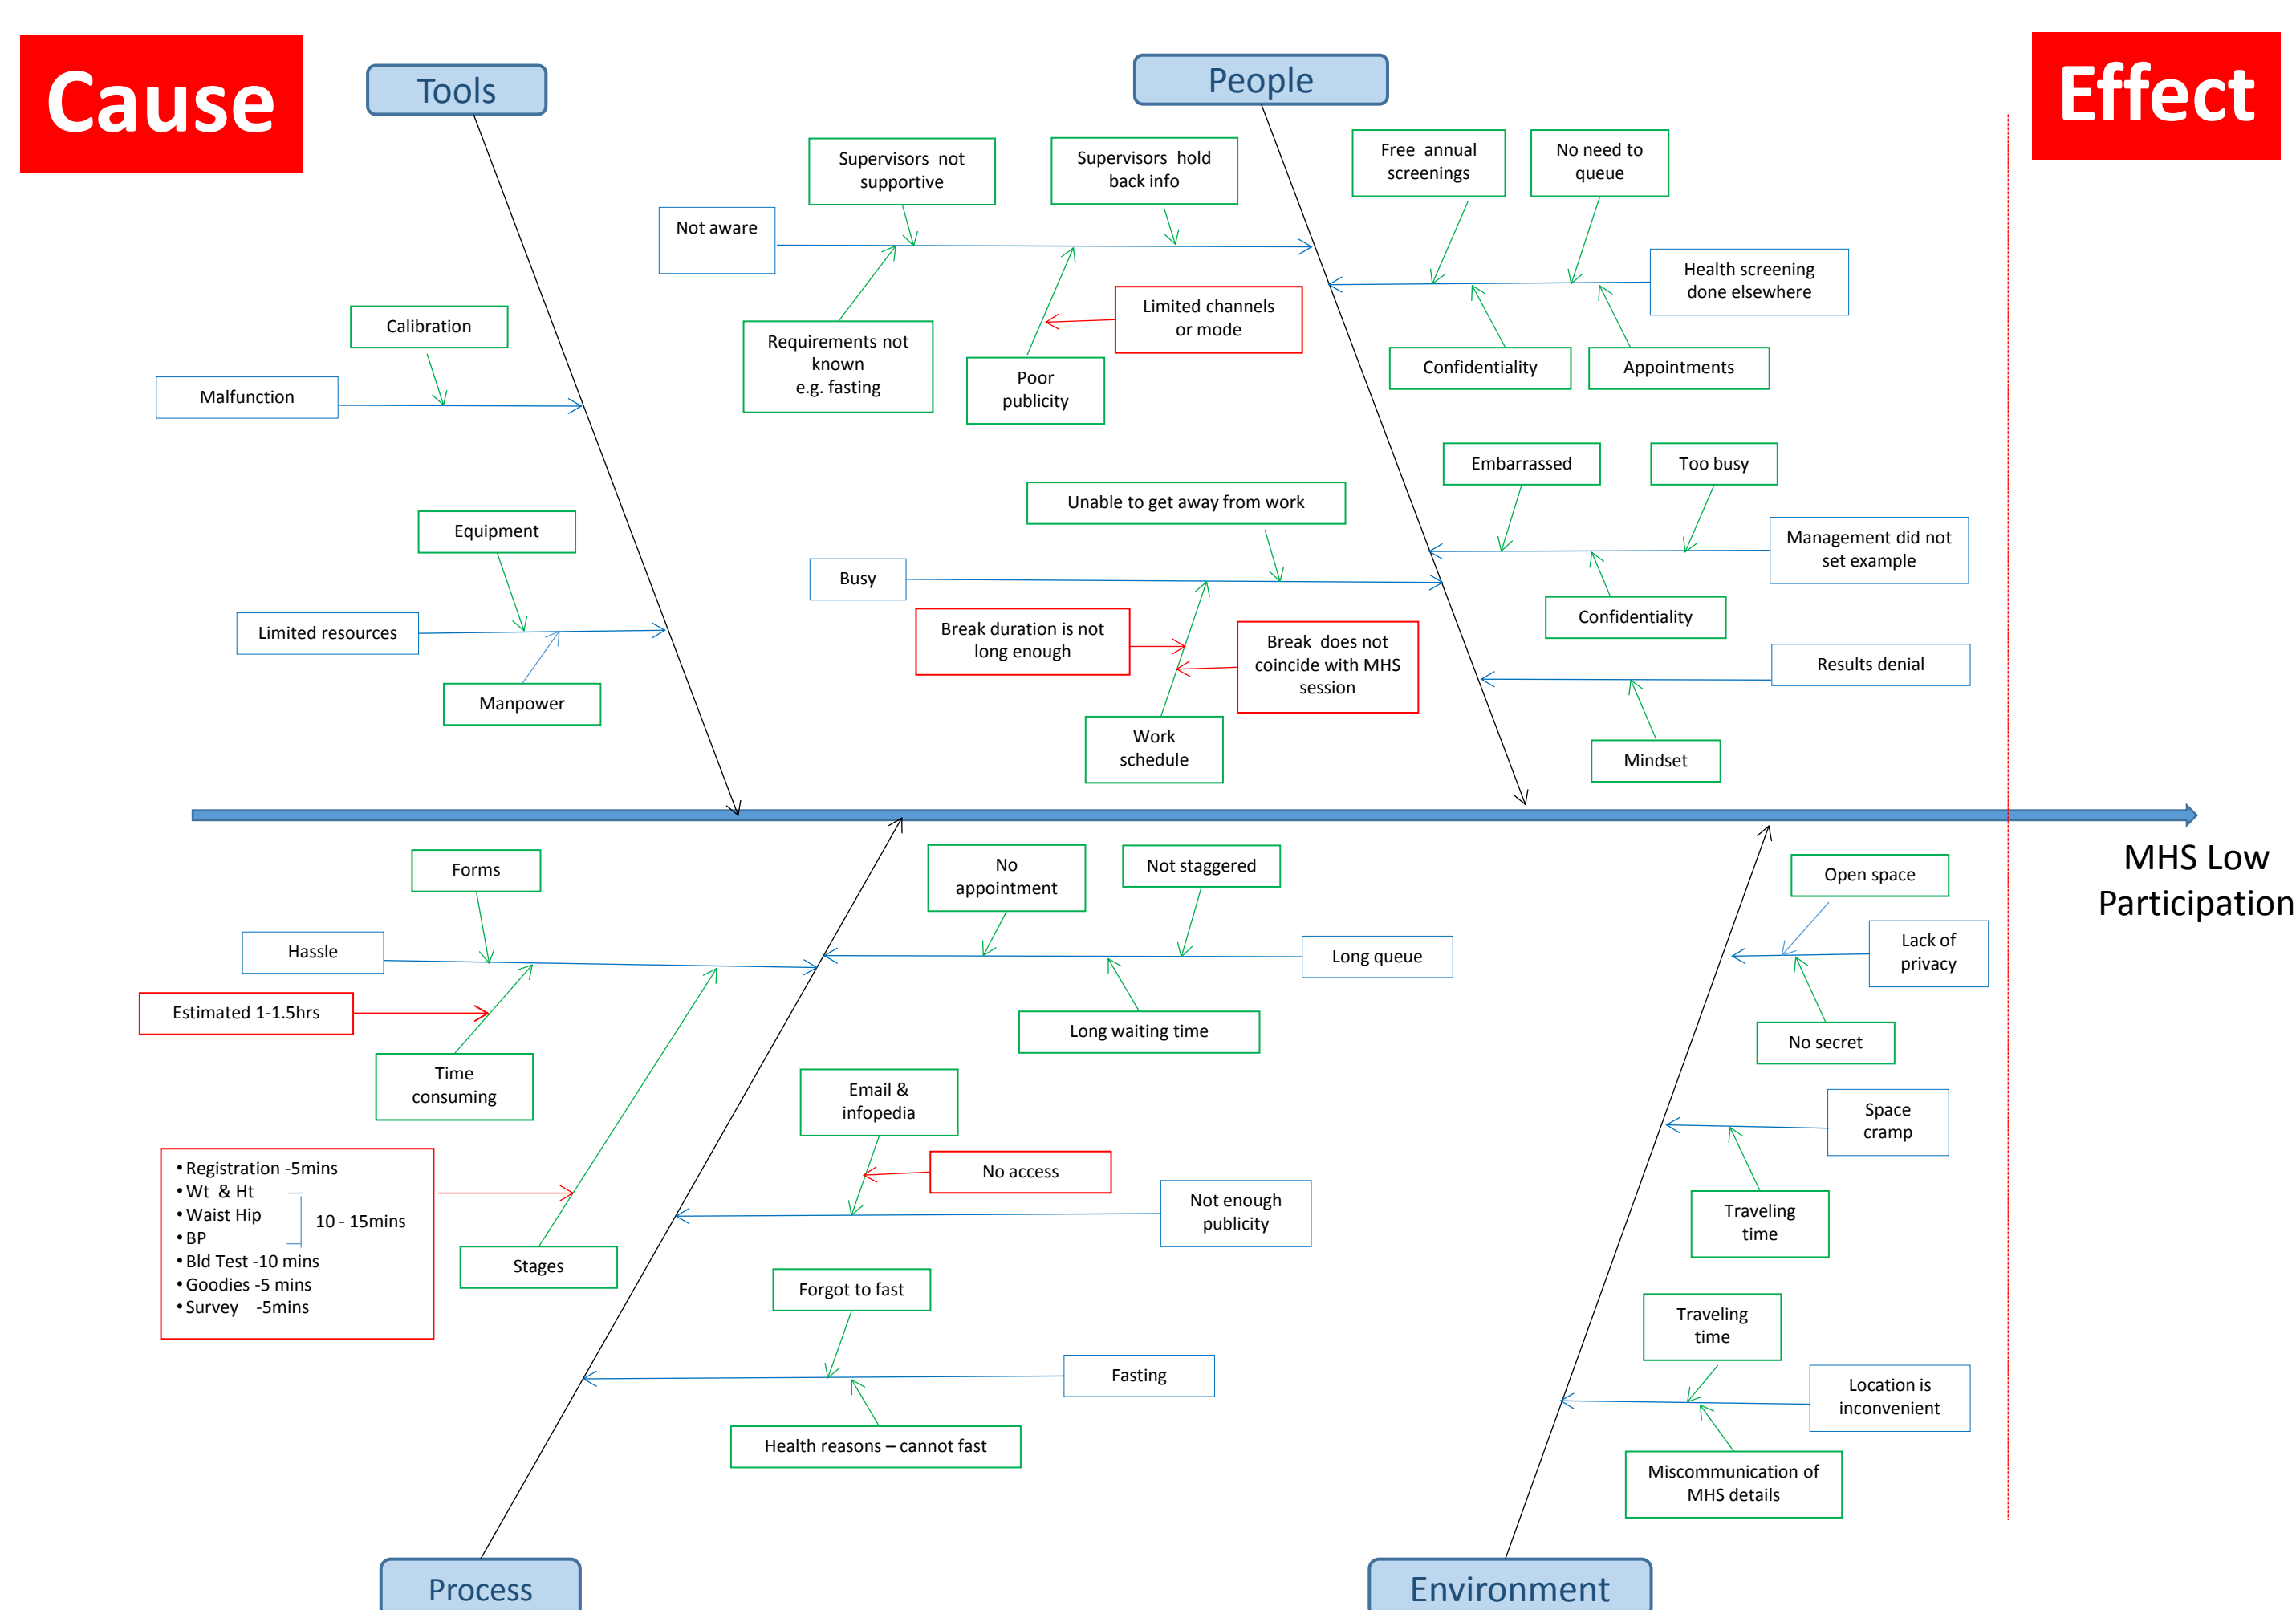 Cause
Effect
Tools
People
Supervisors not
supportive
Supervisors hold
back info
Free annual
screenings
No need to
queue
Not aware
Health screening
done elsewhere
Calibration
Limited channels
or mode
Requirements not
known
e.g. fasting
Malfunction
Poor
publicity
Confidentiality
Appointments
Embarrassed
Too busy
Unable to get away from work
Equipment
Management did not
set example
Busy
Confidentiality
Limited resources
Break duration is not
long enough
Break does not
coincide with MHS
session
Results denial
Manpower
Work
schedule
Mindset
MHS Low
Participation
Forms
No
appointment
Not staggered
Open space
Hassle
Long queue
Lack of
privacy
Estimated 1-1.5hrs
Long waiting time
No secret
Time
consuming
Email &
infopedia
Space
cramp
• Registration -5mins
• Wt & Ht
• Waist Hip
10 - 15mins
• BP
• Bld Test -10 mins
• Goodies -5 mins
• Survey -5mins
No access
Not enough
publicity
Traveling
time
Stages
Forgot to fast
Traveling
time
Fasting
Location is
inconvenient
Health reasons – cannot fast
Miscommunication of
MHS details
Process
Environment